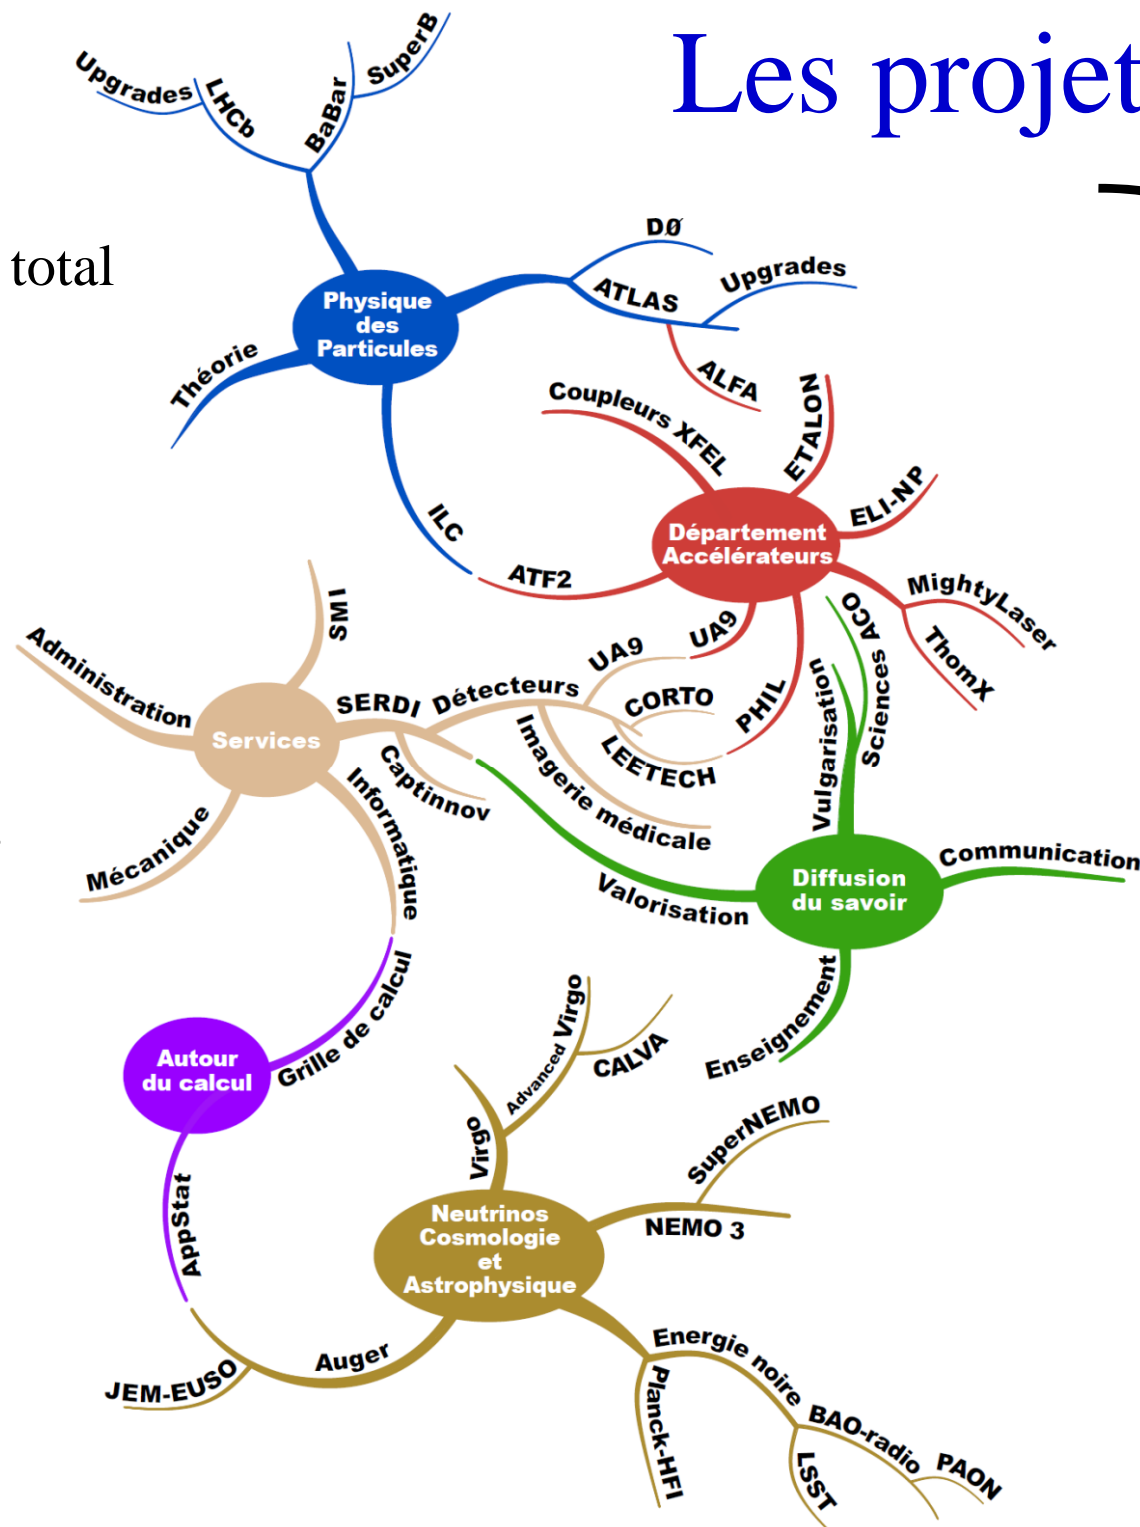 Les projet
total
Upgrades
LHCb
BaBar
SuperB
Physique
des
Particules
Théorie
DØ
ATLAS
Upgrades
ALFA
ILC
Coupleurs XFEL
ETALON
ELI-NP
Département
Accélérateurs
ATF2
MightyLaser
ThomX
UA9
PHIL
SMI
Administration
Services
SERDI
Détecteurs
UA9
CORTO
LEETECH
Imagerie médicale
Captinnov
Informatique
Mécanique
Sciences ACO
Vulgarisation
Communication
Diffusion
du savoir
Valorisation
Enseignement
Autour
du calcul
Grille de calcul
AppStat
Virgo
Advanced Virgo
CALVA
SuperNEMO
NEMO 3
Neutrinos
Cosmologie
et
Astrophysique
Auger
JEM-EUSO
Energie noire
Planck-HFI
BAO-radio
PAON
LSST